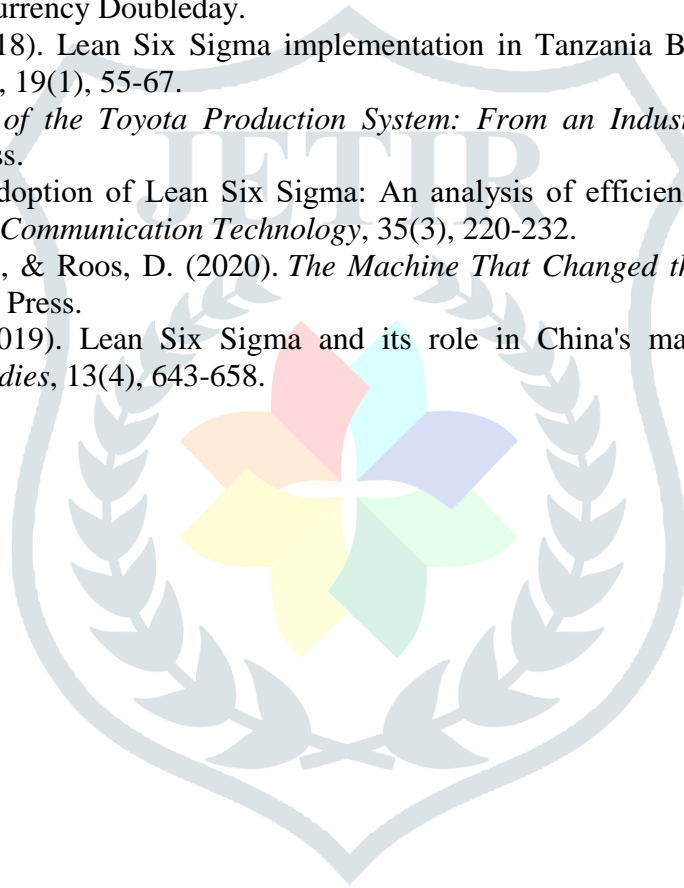 urrency Doubleday.
18). Lean Six Sigma implementation in Tanzania B
, 19(1), 55-67.
of the Toyota Production System: From an Indus
ss.
doption of Lean Six Sigma: An analysis of efficien
Communication Technology, 35(3), 220-232.
, & Roos, D. (2020). The Machine That Changed th
Press.
019). Lean Six Sigma and its role in China's ma
dies, 13(4), 643-658.
JETIR